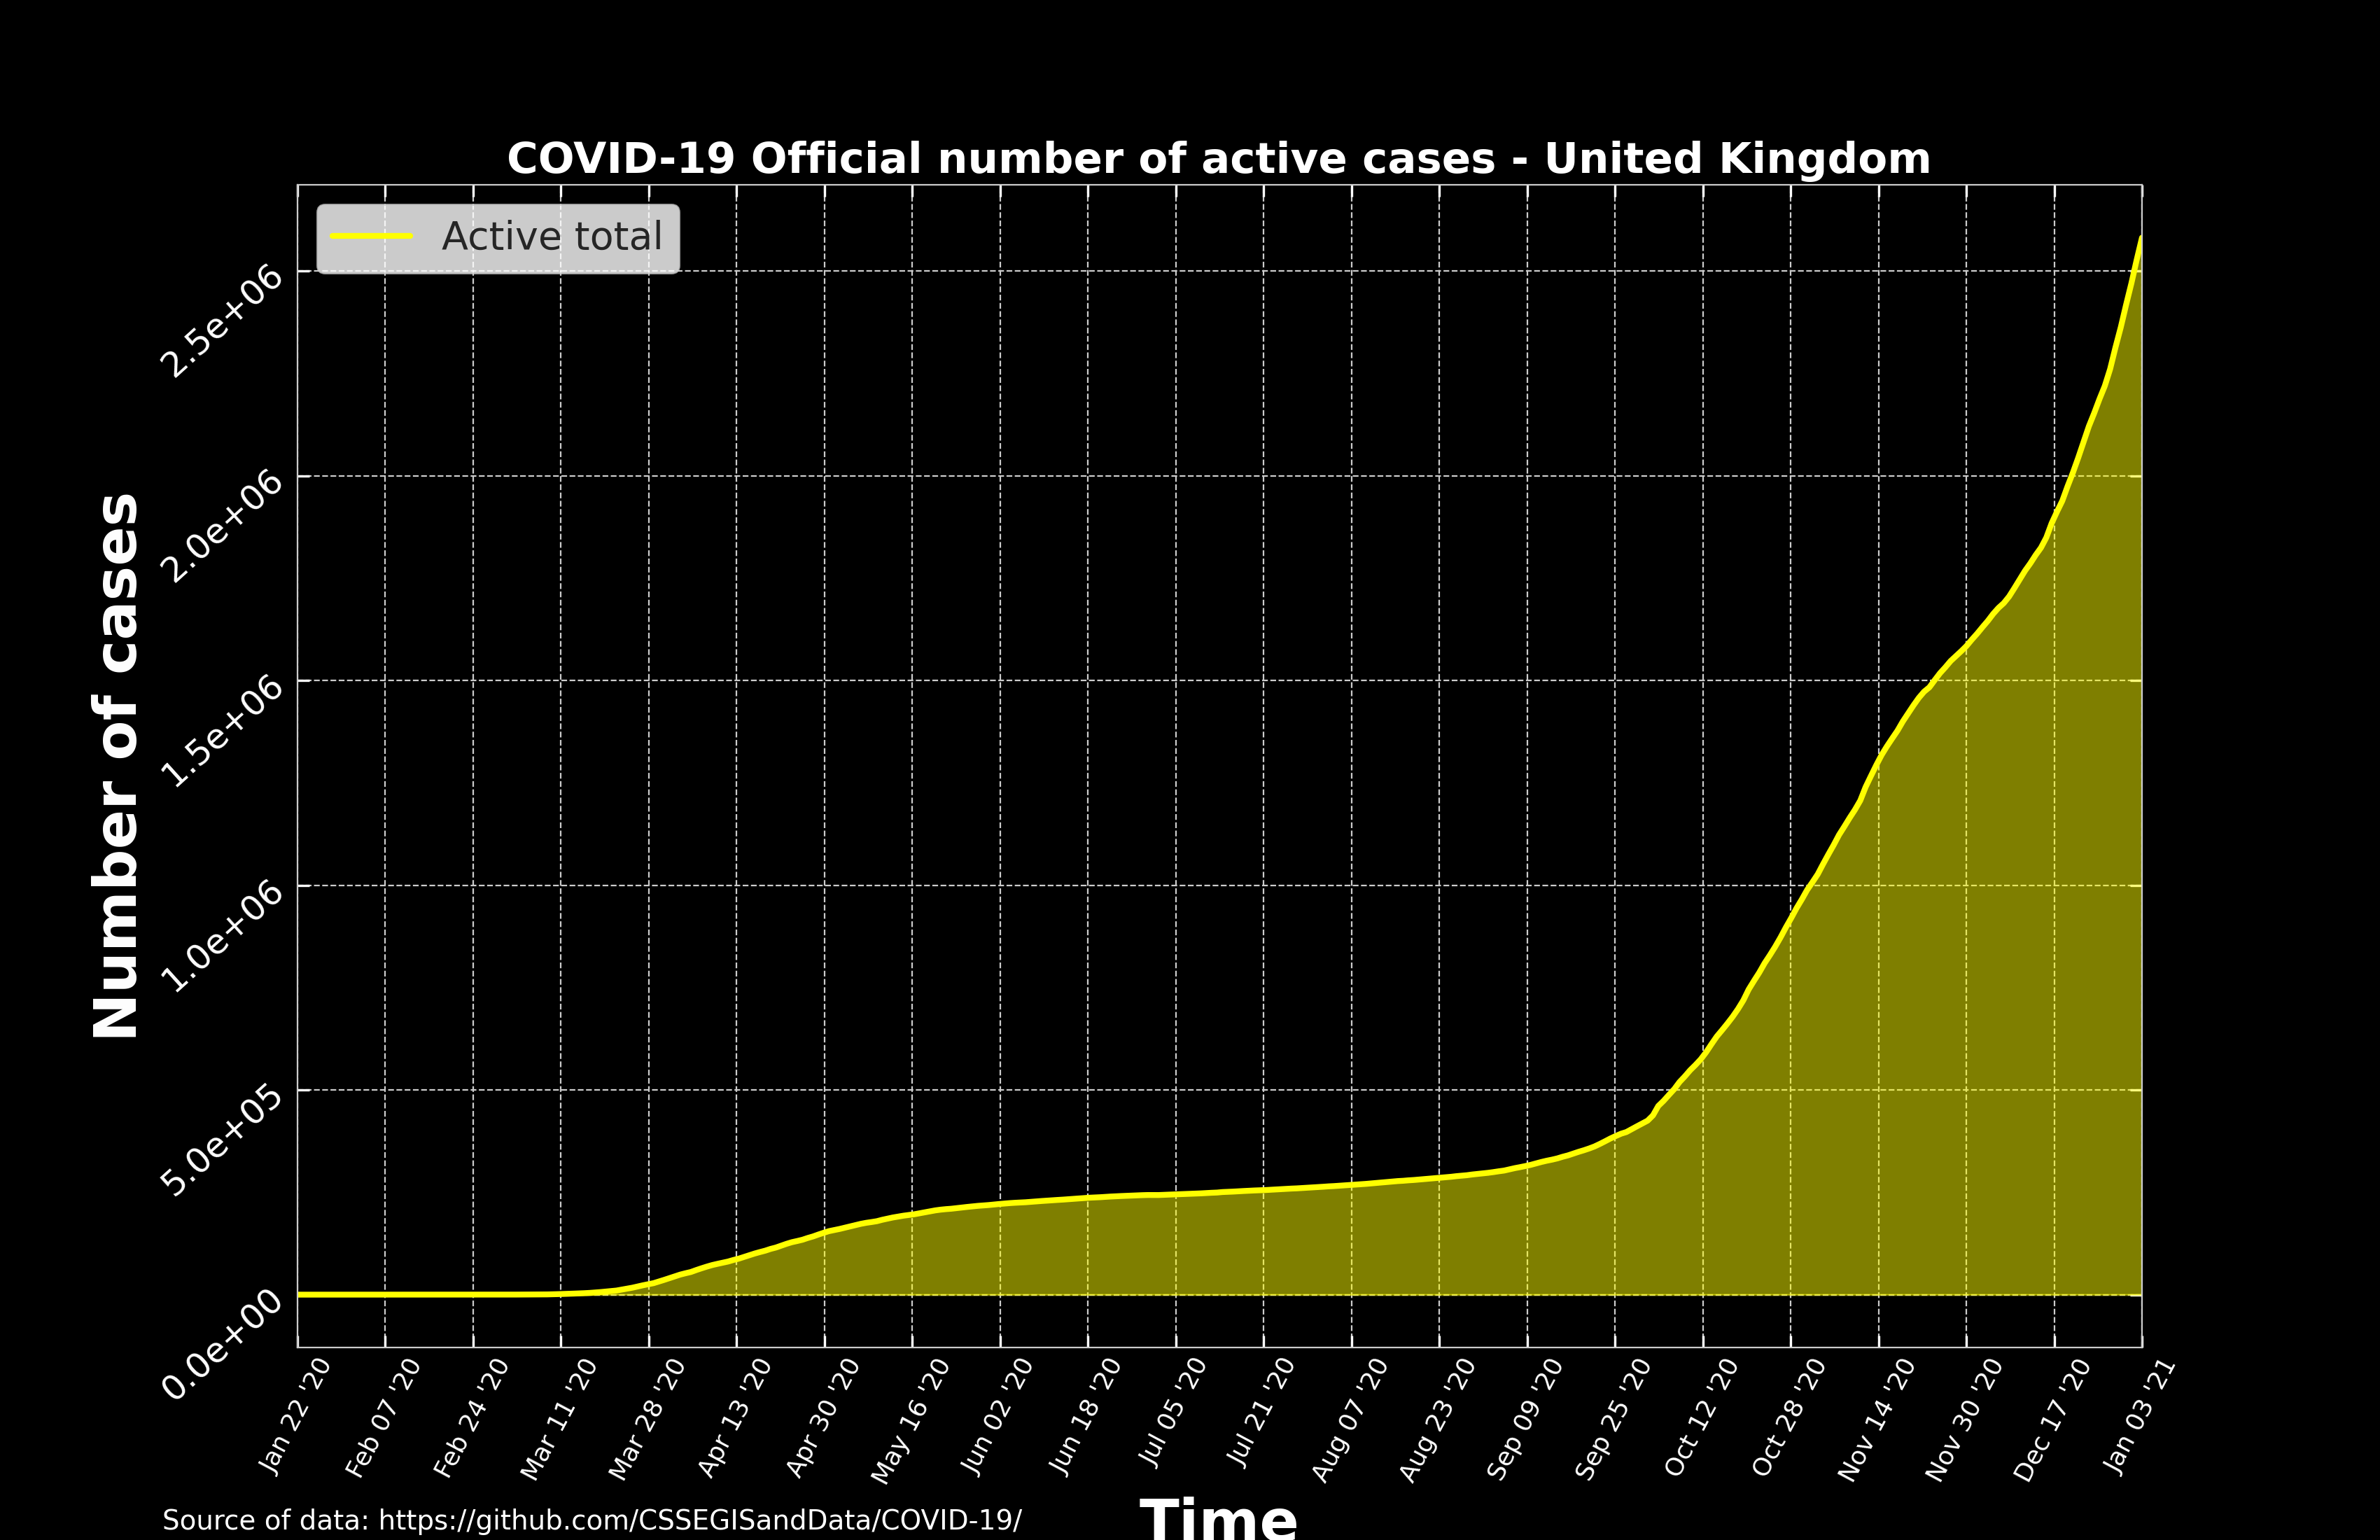 COVID-19 Official number of active cases - United Kingdom
Active total
Number of cases
2.5e+06
2.0e+06
1.5e+06
1.0e+06
5.0e+05
0.0e+00
Jan 22 '20
Feb 07 '20
Feb 24 '20
Mar 11 '20
Mar 28 '20
Apr 13 '20
Apr 30 '20
May 16 '20
Jun 02 '20
Jun 18 '20
Jul 05 '20
Jul 21 '20
Aug 07 '20
Aug 23 '20
Sep 09 '20
Sep 25 '20
Oct 12 '20
Oct 28 '20
Nov 14 '20
Nov 30 '20
Dec 17 '20
Jan 03 '21
Time
Source of data: https://github.com/CSSEGISandData/COVID-19/